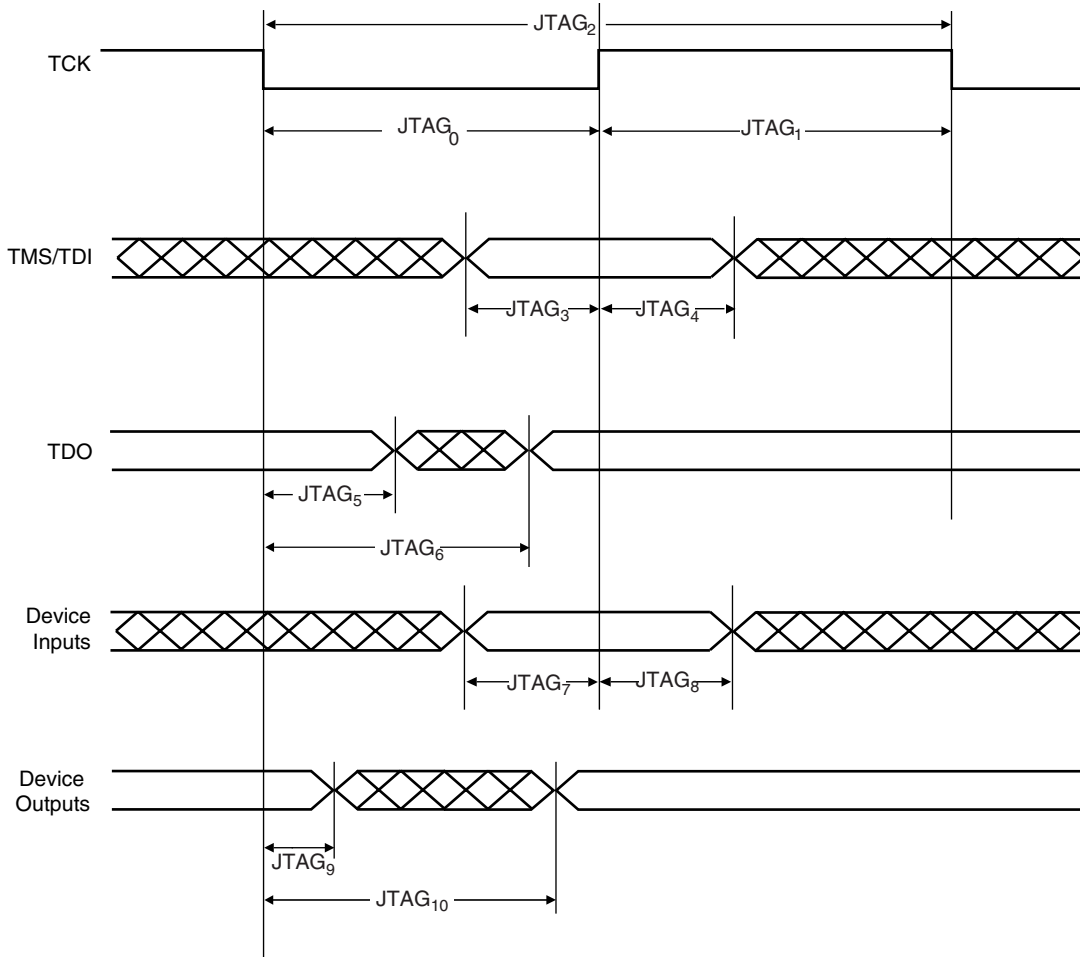 JTAG₂
TCK
JTAG₀
JTAG₁
TMS/TDI
JTAG₃
JTAG₄
TDO
JTAG₅
JTAG₆
Device
Inputs
JTAG₇
JTAG₈
Device
Outputs
JTAG₉
JTAG₁₀